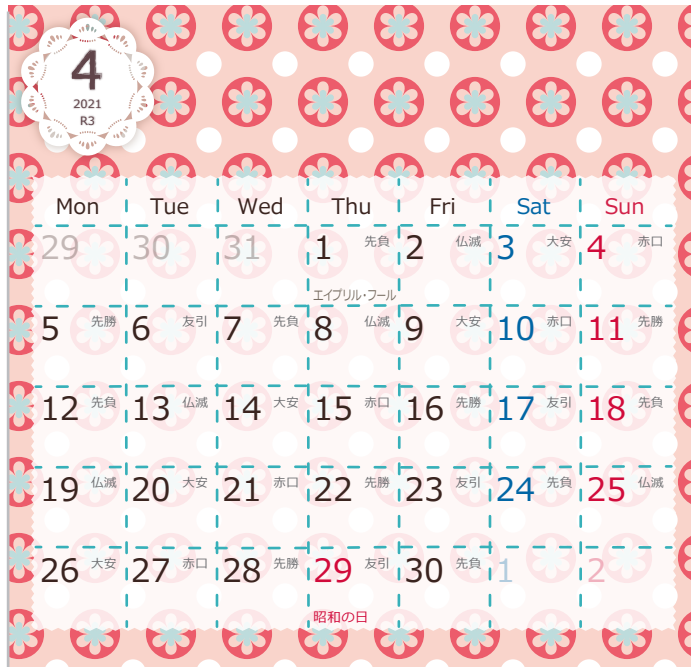 4
2021
R3
Mon Tue Wed Thu Fri Sat Sun
29 30 31 1 先負 2 仏滅 3 大安 4 赤口
エイプリル・フール
5 先勝 6 友引 7 先負 8 仏滅 9 大安 10 赤口 11 先勝
12 先負 13 仏滅 14 大安 15 赤口 16 先勝 17 友引 18 先負
19 仏滅 20 大安 21 赤口 22 先勝 23 友引 24 先負 25 仏滅
26 大安 27 赤口 28 先勝 29 友引 30 先負 1 2
昭和の日